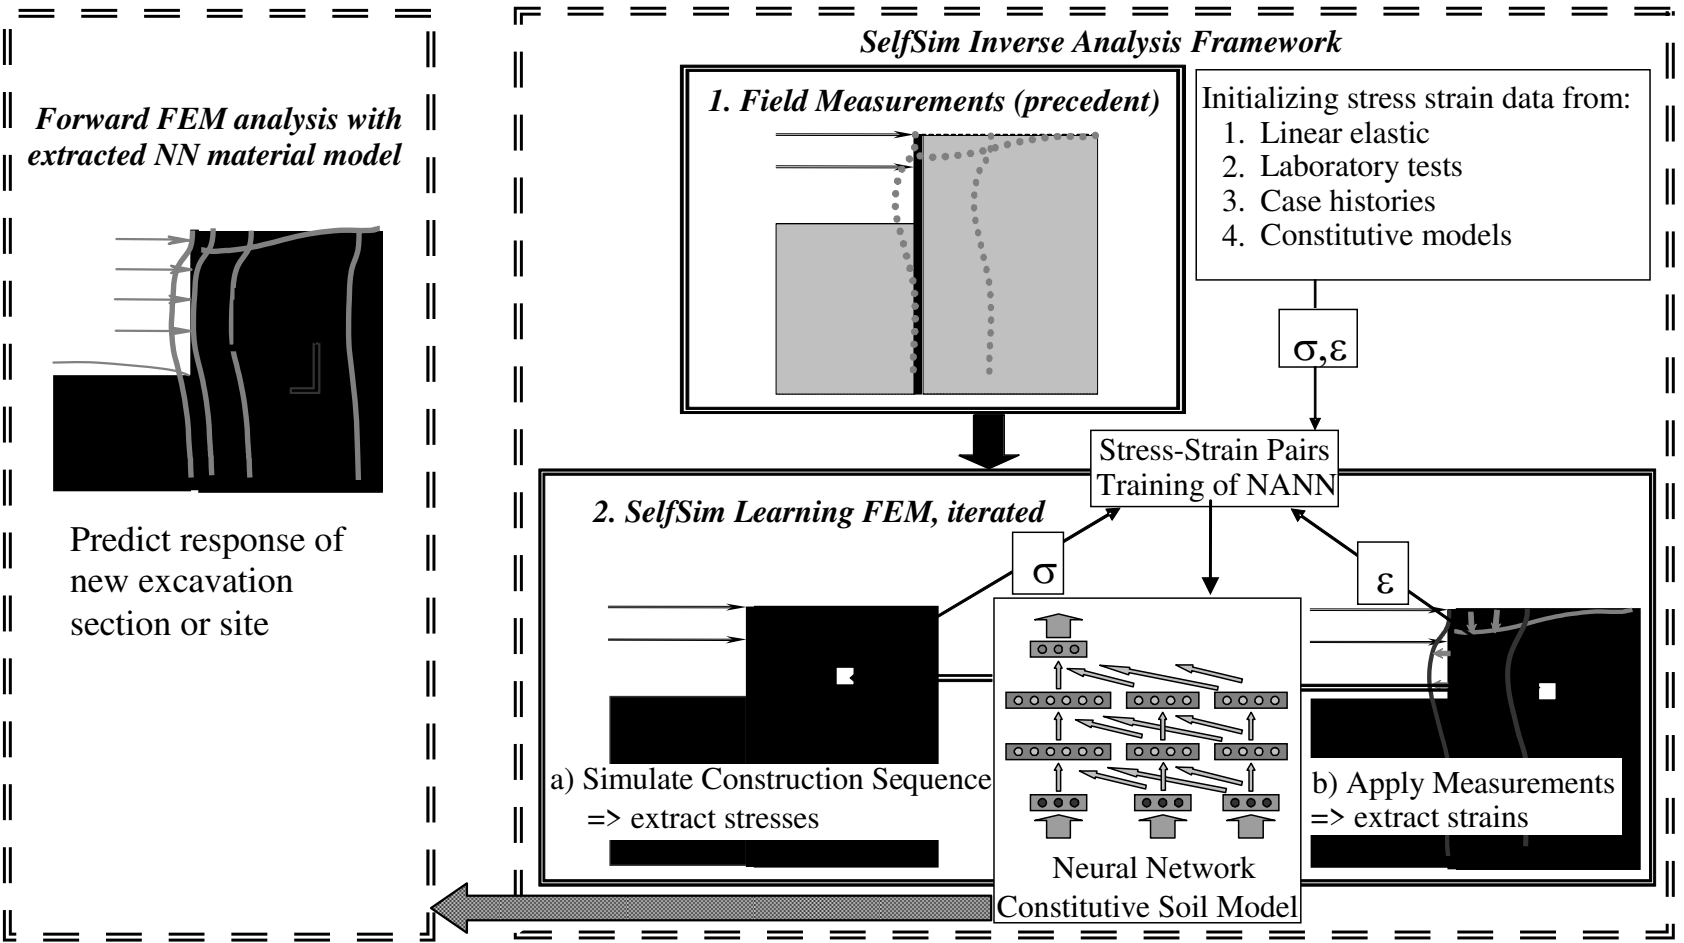 Forward FEM analysis with
extracted NN material model
Predict response of
new excavation
section or site
SelfSim Inverse Analysis Framework
1. Field Measurements (precedent)
Initializing stress strain data from:
1. Linear elastic
2. Laboratory tests
3. Case histories
4. Constitutive models
σ,ε
Stress-Strain Pairs
Training of NANN
2. SelfSim Learning FEM, iterated
σ
ε
a) Simulate Construction Sequence
=> extract stresses
b) Apply Measurements
=> extract strains
Neural Network
Constitutive Soil Model